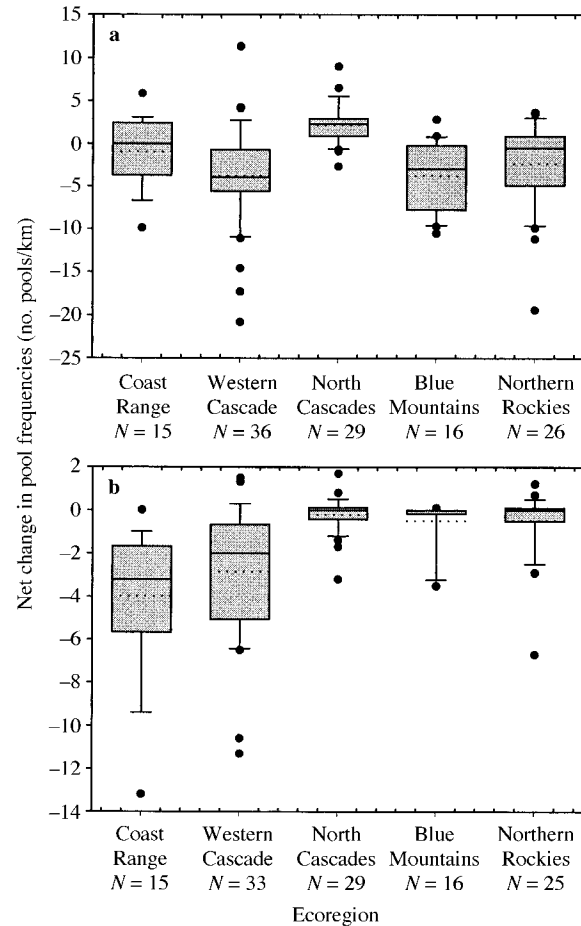 Net change in pool frequencies (no. pools/km)
a
15
10
5
0
−5
−10
−15
−20
−25
Coast Range N = 15
Western Cascade N = 36
North Cascades N = 29
Blue Mountains N = 16
Northern Rockies N = 26
b
2
0
−2
−4
−6
−8
−10
−12
−14
Coast Range N = 15
Western Cascade N = 33
North Cascades N = 29
Blue Mountains N = 16
Northern Rockies N = 25
Ecoregion